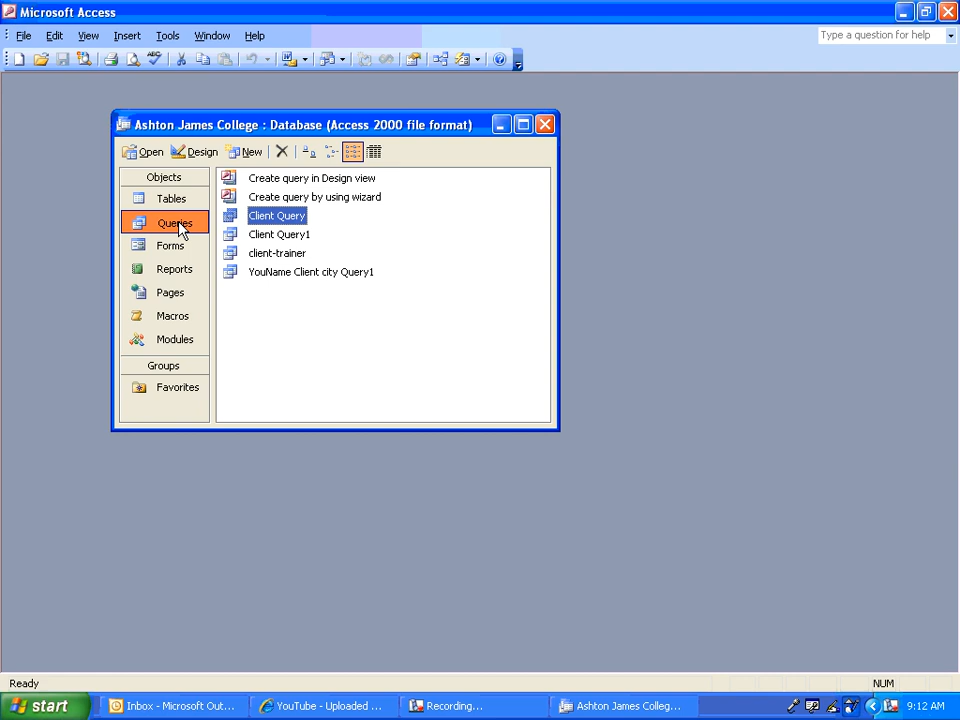 Microsoft Access
File Edit View Insert Tools Window Help
Type a question for help
Ashton James College : Database (Access 2000 file format)
Open Design New
Objects
Tables
Queries
Forms
Reports
Pages
Macros
Modules
Groups
Favorites
Create query in Design view
Create query by using wizard
Client Query
Client Query1
client-trainer
YouName Client city Query1
Ready
NUM
start
Inbox - Microsoft Out...
YouTube - Uploaded ...
Recording...
Ashton James Colleg...
9:12 AM